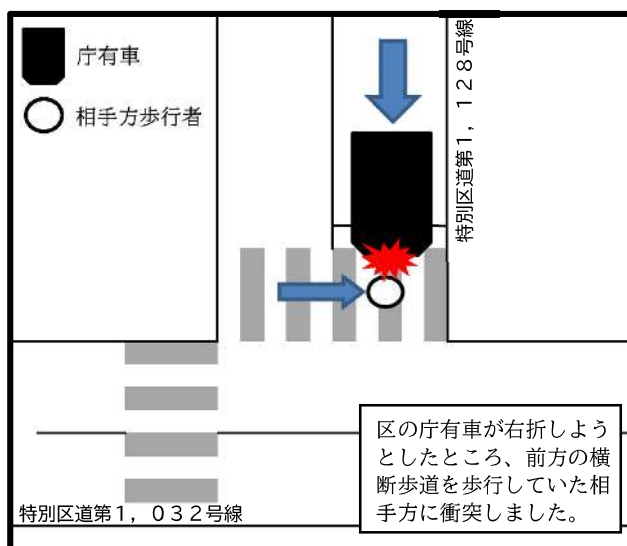 庁有車
相手方歩行者
特別区道第1，128号線
区の庁有車が右折しよう
としたところ、前方の横
断歩道を歩行していた相
手方に衝突しました。
特別区道第1，032号線